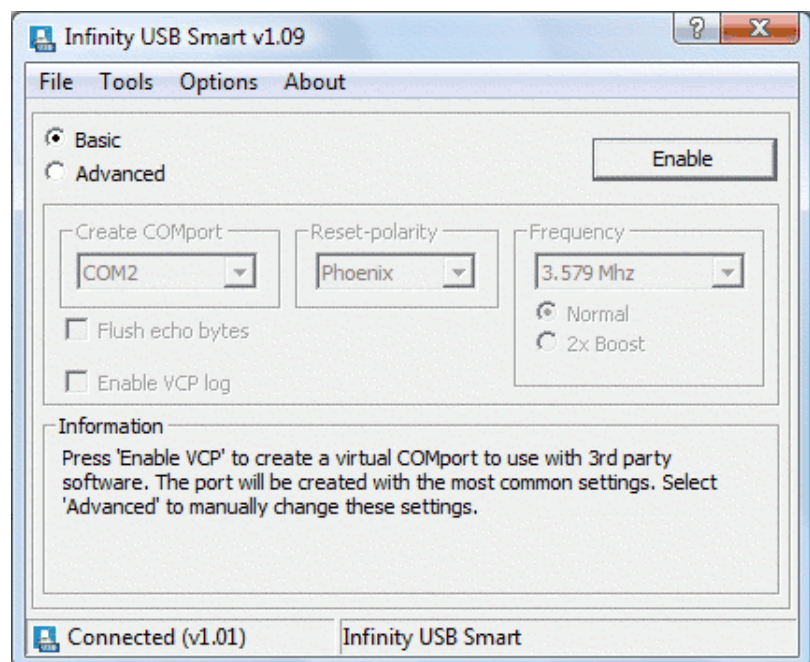 Infinity USB Smart v1.09
?
X
File Tools Options About
Basic
Advanced
Enable
Create COMport
COM2
Reset-polarity
Phoenix
Frequency
3.579 Mhz
Normal
2x Boost
Flush echo bytes
Enable VCP log
Information
Press 'Enable VCP' to create a virtual COMport to use with 3rd party
software. The port will be created with the most common settings. Select
'Advanced' to manually change these settings.
Connected (v1.01)
Infinity USB Smart